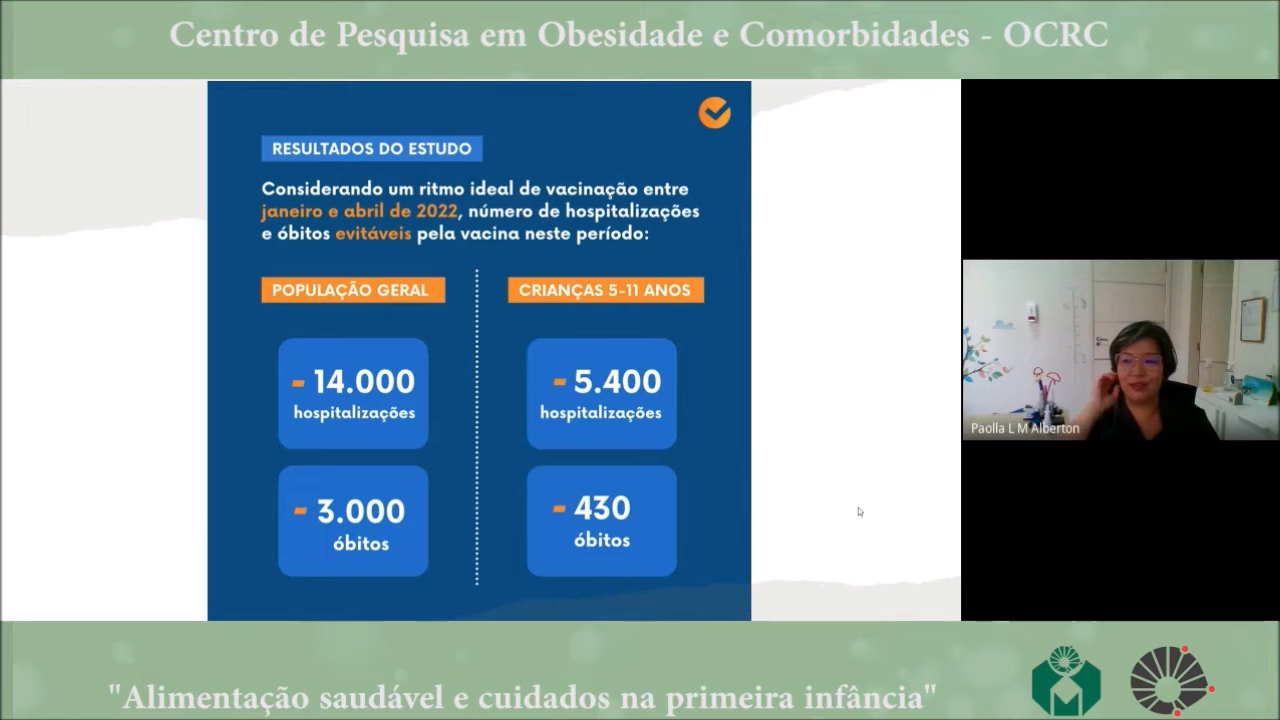 Centro de Pesquisa em Obesidade e Comorbidades - OCRC
RESULTADOS DO ESTUDO
Considerando um ritmo ideal de vacinação entre
janeiro e abril de 2022, número de hospitalizações
e óbitos evitáveis pela vacina neste período:
POPULAÇÃO GERAL
CRIANÇAS 5-11 ANOS
- 14.000
hospitalizações
- 5.400
hospitalizações
- 3.000
óbitos
- 430
óbitos
Paolla L M Alberton
"Alimentação saudável e cuidados na primeira infância"